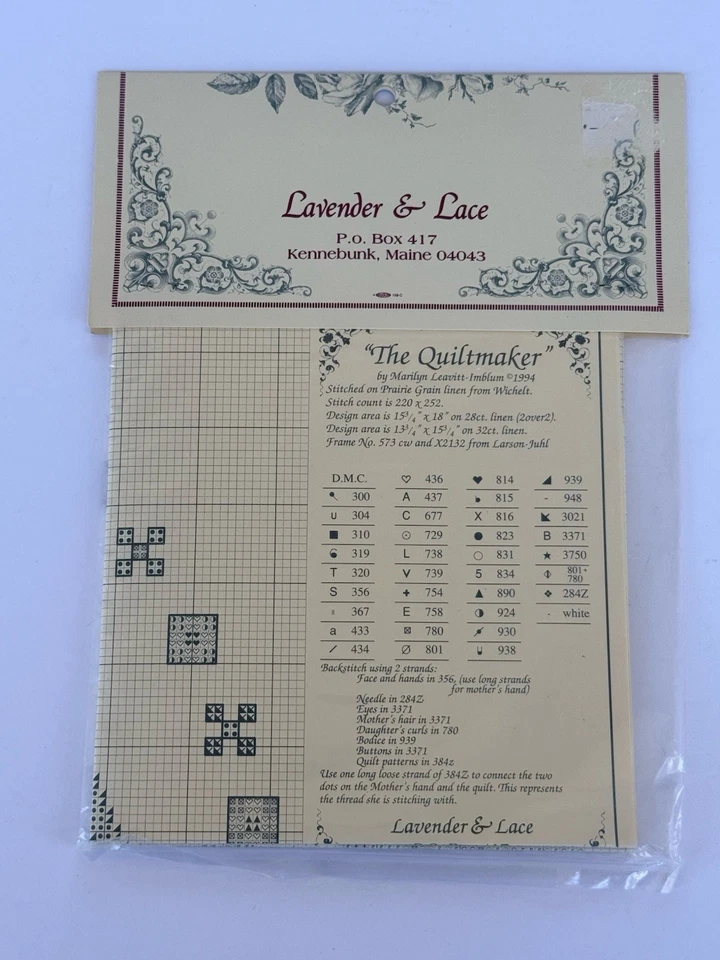 Lavender & Lace
P.o. Box 417
Kennebunk, Maine 04043
"The Quiltmaker"
by Marilyn Leavitt-Imblum ©1994
Stitched on Prairie Grain linen from Wichelt.
Stitch count is 220 x 252.
Design area is 15 3/4" x 18" on 28ct. linen (2over2).
Design area is 13 3/4" x 15 3/4" on 32ct. linen.
Frame No. 573 cw and X2132 from Larson-Juhl
D.M.C. ♡ 436 ♥ 814 ◢ 939
300 A 437 815 - 948
u 304 C 677 X 816 3021
■ 310 ⊙ 729 ● 823 B 3371
319 L 738 ○ 831 ★ 3750
T 320 V 739 5 834 801+ 780
S 356 + 754 ▲ 890 ❖ 284Z
367 E 758 ◑ 924 · white
a 433 ⊠ 780 930
/ 434 Ø 801 938
Backstitch using 2 strands:
Face and hands in 356, (use long strands
for mother's hand)
Needle in 284Z
Eyes in 3371
Mother's hair in 3371
Daughter's curls in 780
Bodice in 939
Buttons in 3371
Quilt patterns in 384z
Use one long loose strand of 384Z to connect the two
dots on the Mother's hand and the quilt. This represents
the thread she is stitching with.
Lavender & Lace